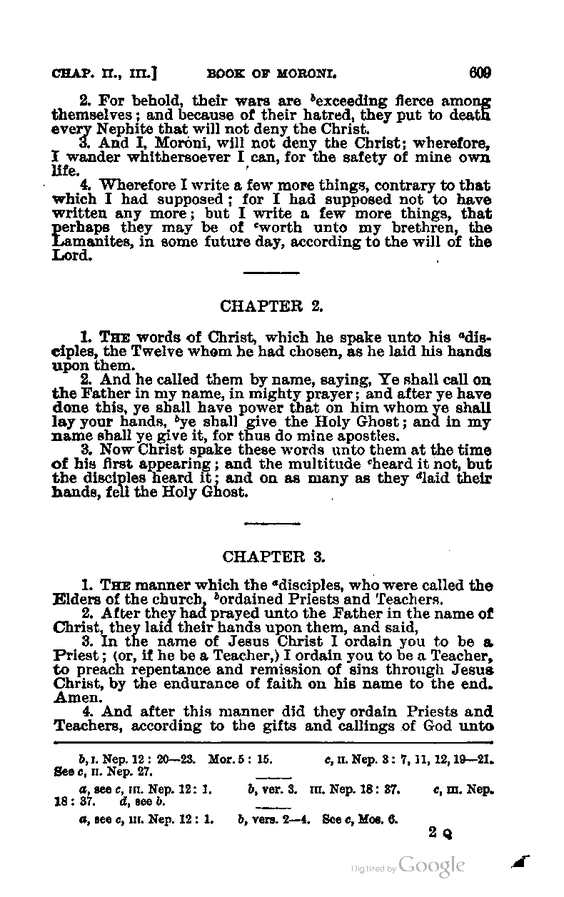 CHAP. II., III.] BOOK OF MORONI. 609
2. For behold, their wars are ᵇexceeding fierce among
themselves; and because of their hatred, they put to death
every Nephite that will not deny the Christ.
3. And I, Moroni, will not deny the Christ; wherefore,
I wander whithersoever I can, for the safety of mine own
life.
4. Wherefore I write a few more things, contrary to that
which I had supposed; for I had supposed not to have
written any more; but I write a few more things, that
perhaps they may be of ᶜworth unto my brethren, the
Lamanites, in some future day, according to the will of the
Lord.
CHAPTER 2.
1. THE words of Christ, which he spake unto his ᵃdis-
ciples, the Twelve whom he had chosen, as he laid his hands
upon them.
2. And he called them by name, saying, Ye shall call on
the Father in my name, in mighty prayer; and after ye have
done this, ye shall have power that on him whom ye shall
lay your hands, ᵇye shall give the Holy Ghost; and in my
name shall ye give it, for thus do mine apostles.
3. Now Christ spake these words unto them at the time
of his first appearing; and the multitude ᶜheard it not, but
the disciples heard it; and on as many as they ᵈlaid their
hands, fell the Holy Ghost.
CHAPTER 3.
1. THE manner which the ᵃdisciples, who were called the
Elders of the church, ᵇordained Priests and Teachers.
2. After they had prayed unto the Father in the name of
Christ, they laid their hands upon them, and said,
3. In the name of Jesus Christ I ordain you to be a
Priest; (or, if he be a Teacher,) I ordain you to be a Teacher,
to preach repentance and remission of sins through Jesus
Christ, by the endurance of faith on his name to the end.
Amen.
4. And after this manner did they ordain Priests and
Teachers, according to the gifts and callings of God unto
b, I. Nep. 12: 20—23. Mor. 5: 15. c, II. Nep. 3: 7, 11, 12, 19—21.
See c, II. Nep. 27.
a, see c, III. Nep. 12: 1. b, ver. 3. III. Nep. 18: 37. c, III. Nep.
18: 37. d, see b.
a, see c, III. Nep. 12: 1. b, vers. 2—4. See c, Mos. 6.
2 Q
Digitized by Google